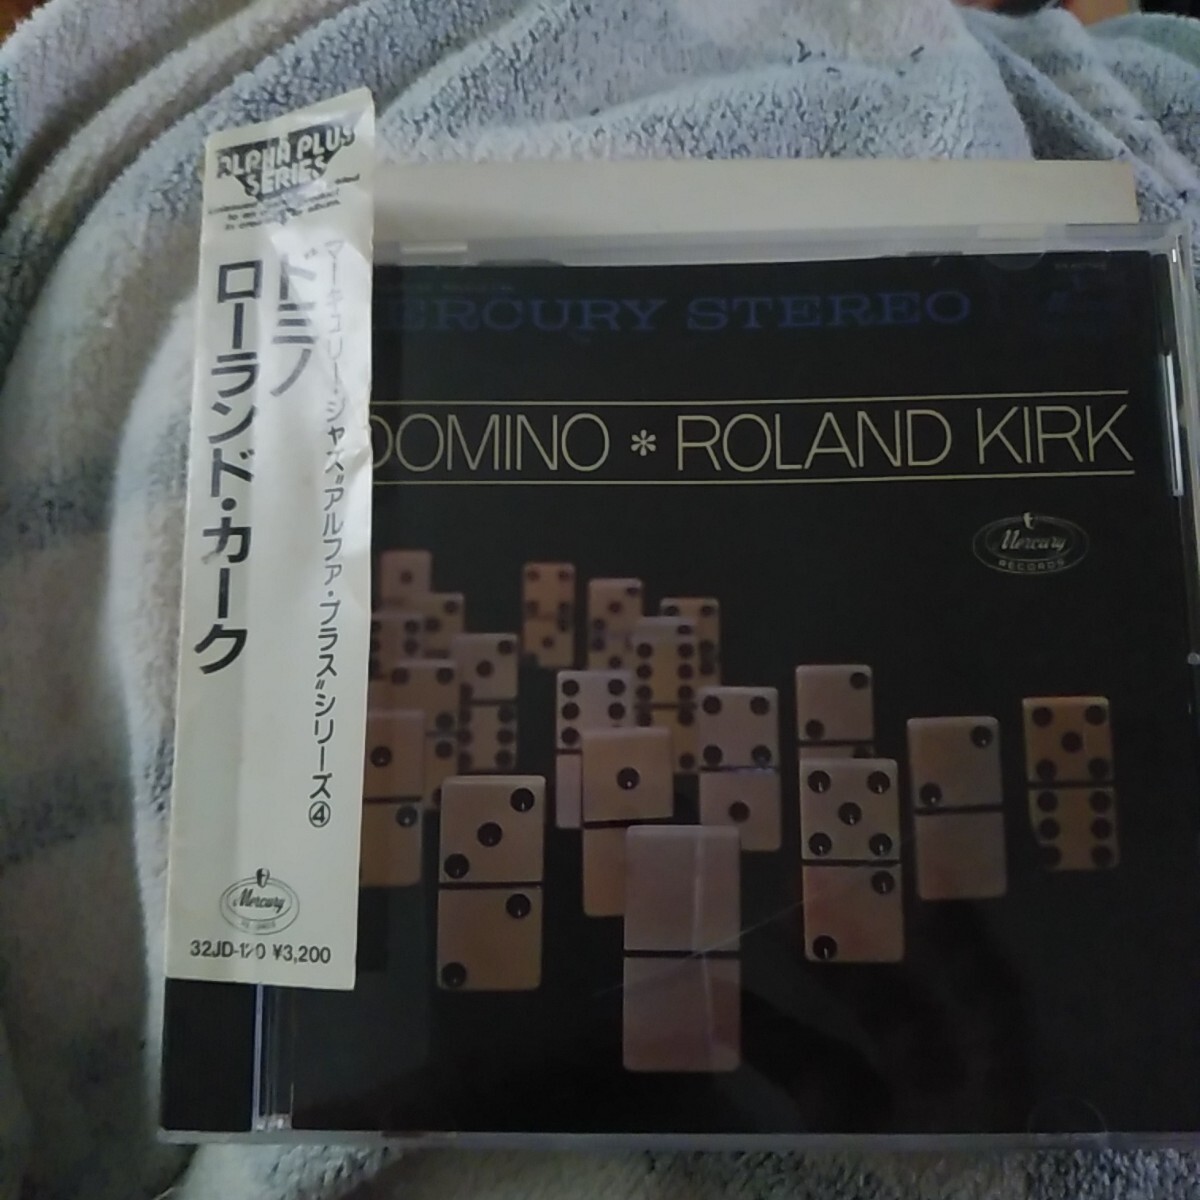 ALPHA PLUS
SERIES
ドミノ
ローランド・カーク
マーキュリー・ジャズ"アルファ・プラス"シリーズ④
Mercury
32JD-120 ¥3,200
ERCURY STEREO
DOMINO * ROLAND KIRK
Mercury
RECORDS